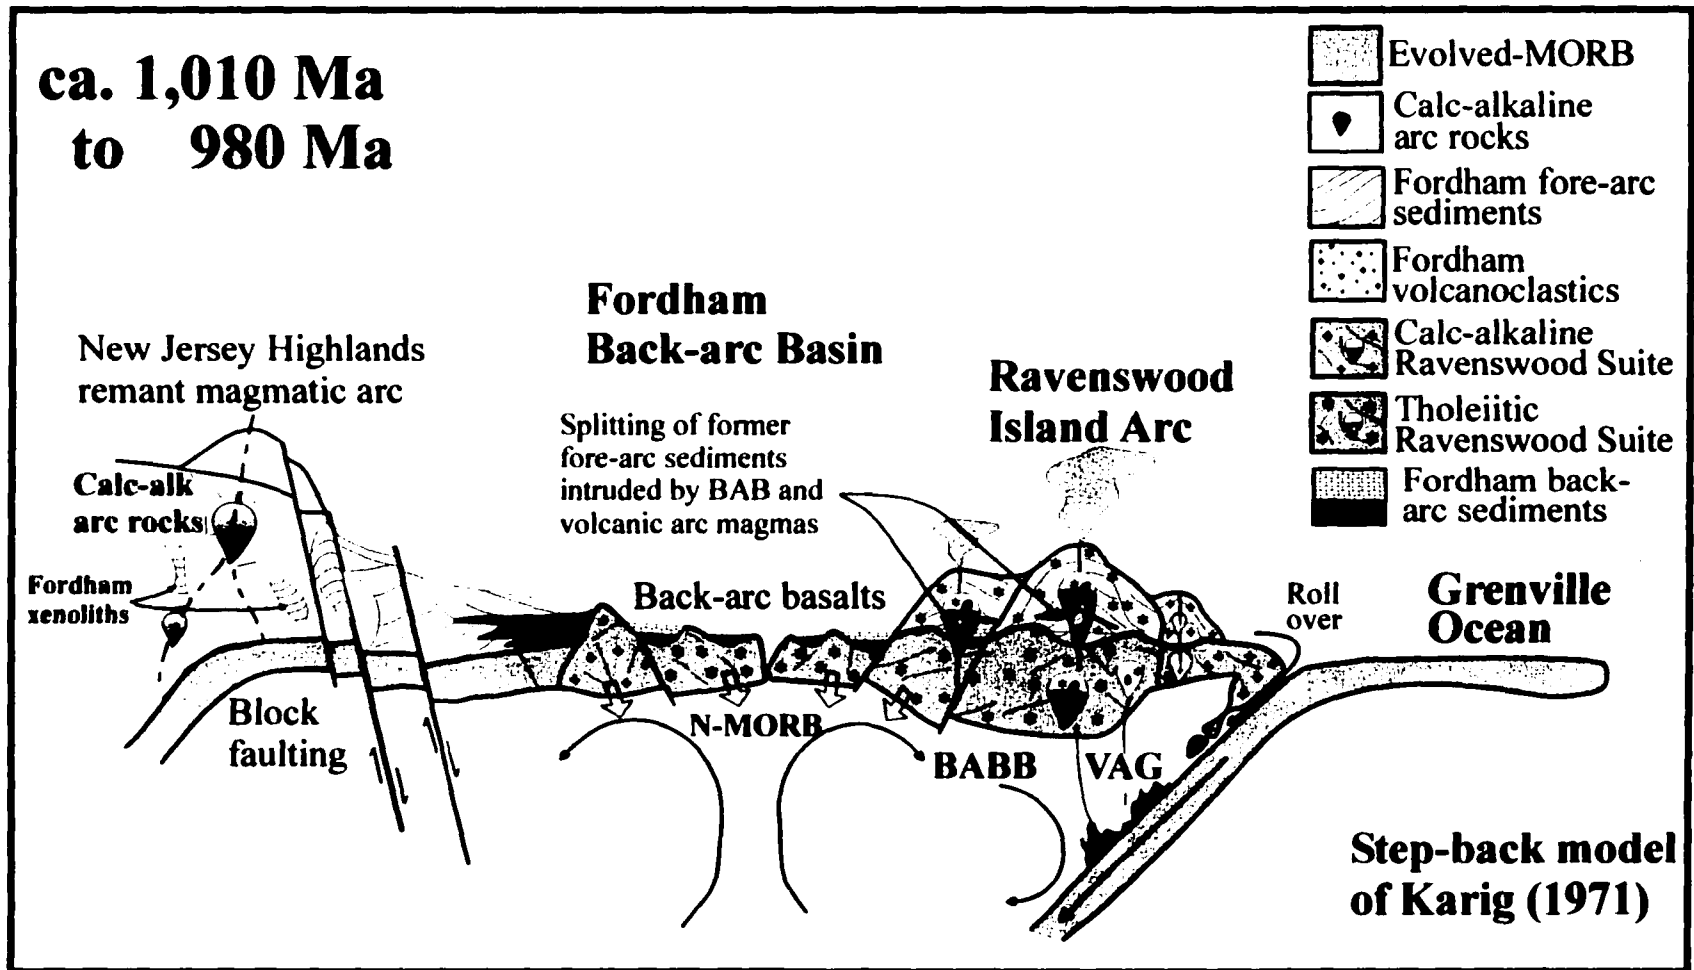 ca. 1,010 Ma
to 980 Ma
Evolved-MORB
Calc-alkaline
arc rocks
Fordham fore-arc
sediments
Fordham
volcanoclastics
Calc-alkaline
Ravenswood Suite
Tholeiitic
Ravenswood Suite
Fordham back-
arc sediments
New Jersey Highlands
remant magmatic arc
Fordham
Back-arc Basin
Ravenswood
Island Arc
Splitting of former
fore-arc sediments
intruded by BAB and
volcanic arc magmas
Calc-alk
arc rocks
Fordham
xenoliths
Back-arc basalts
Roll
over
Grenville
Ocean
Block
faulting
N-MORB
BABB
VAG
Step-back model
of Karig (1971)